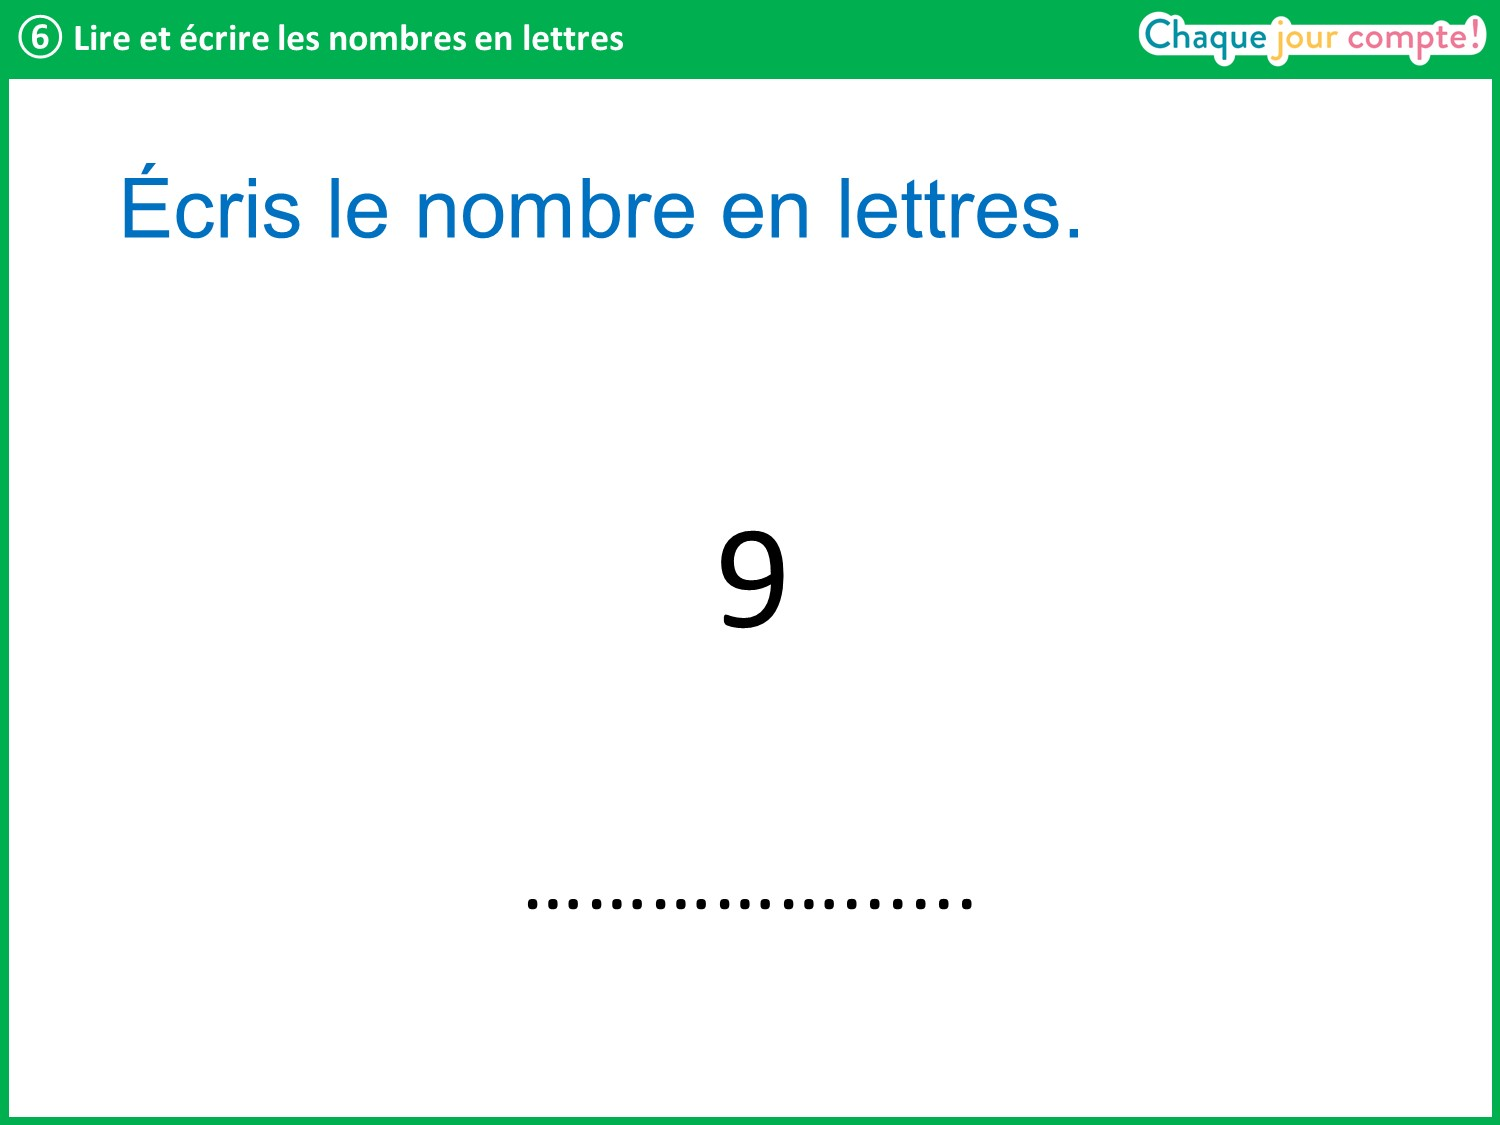 ⑥ Lire et écrire les nombres en lettres
Chaque jour compte!
Écris le nombre en lettres.
9
…………………..